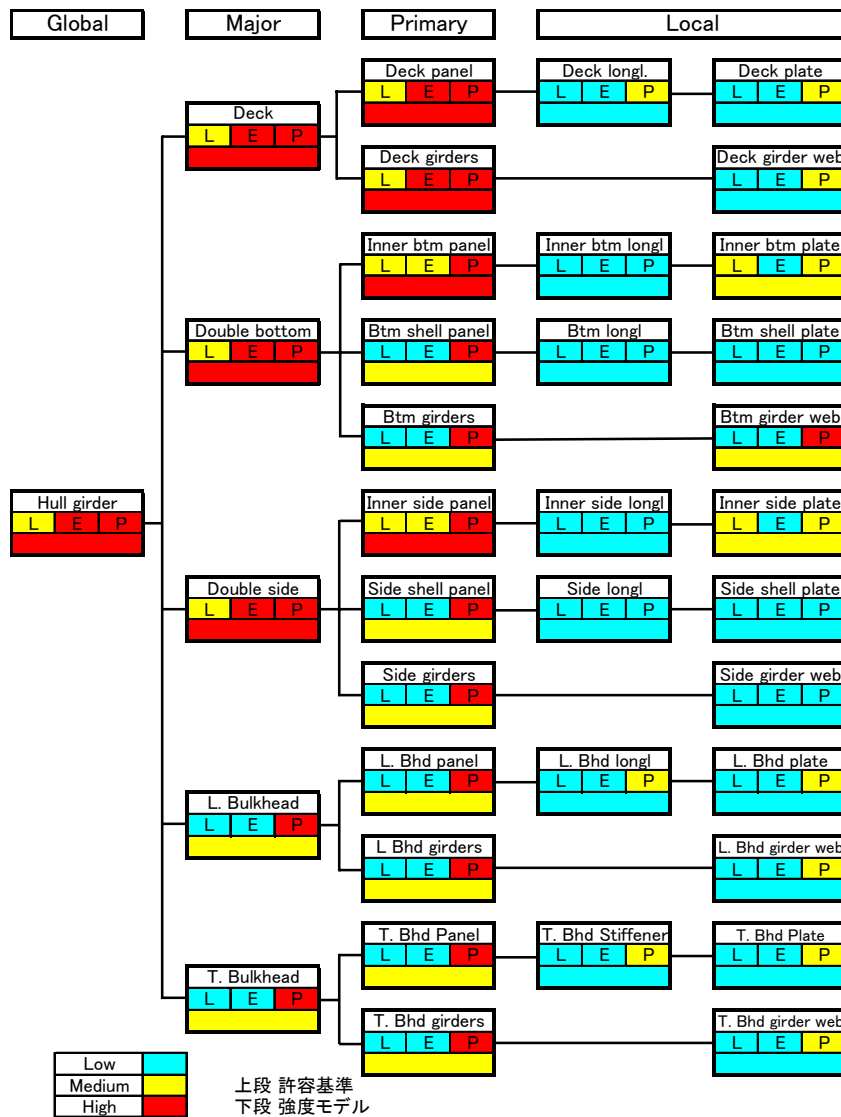 Global Major Primary Local
Deck panel Deck longl. Deck plate
L E P L E P L E P
Deck
L E P
Deck girders Deck girder web
L E P L E P
Inner btm panel Inner btm longl Inner btm plate
L E P L E P L E P
Double bottom Btm shell panel Btm longl Btm shell plate
L E P L E P L E P L E P
Btm girders Btm girder web
L E P L E P
Hull girder Inner side panel Inner side longl Inner side plate
L E P L E P L E P L E P
Double side Side shell panel Side longl Side shell plate
L E P L E P L E P L E P
Side girders Side girder web
L E P L E P
L. Bhd panel L. Bhd longl L. Bhd plate
L E P L E P L E P
L. Bulkhead
L E P
L Bhd girders L. Bhd girder web
L E P L E P
T. Bhd Panel T. Bhd Stiffener T. Bhd Plate
L E P L E P L E P
T. Bulkhead
L E P
T. Bhd girders T. Bhd girder web
L E P L E P
Low
Medium 上段 許容基準
High 下段 強度モデル